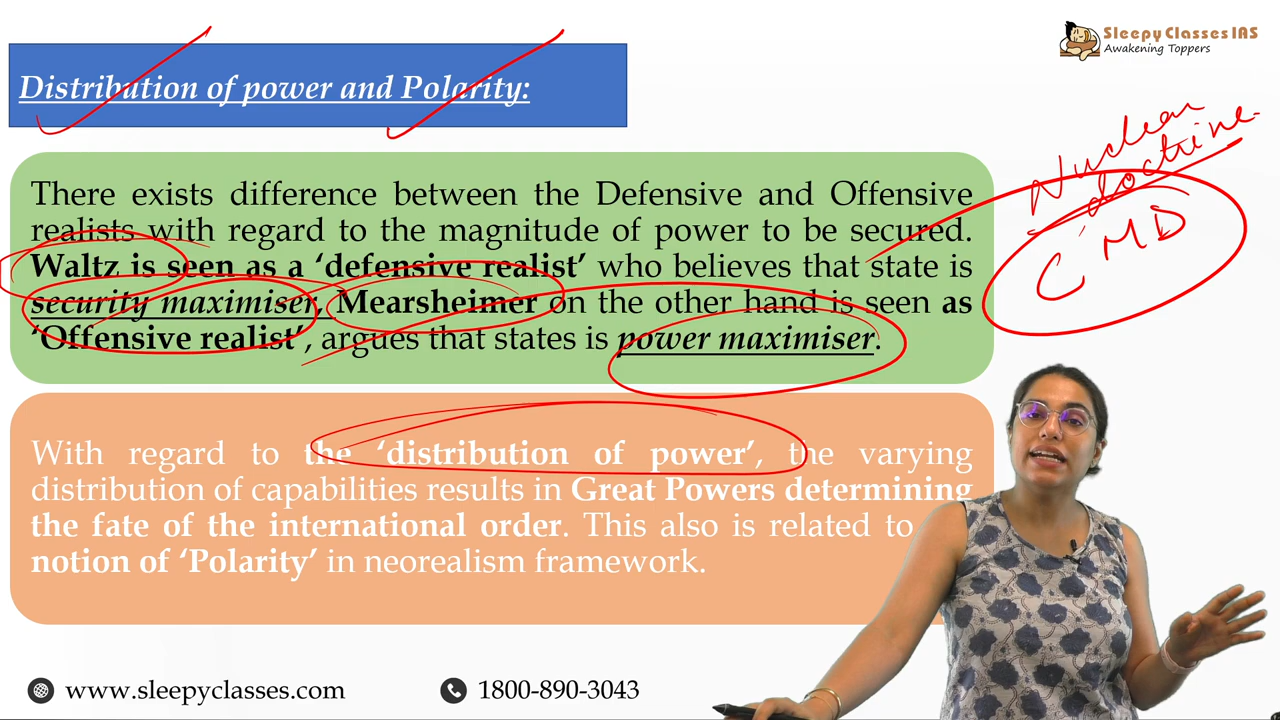 Sleepy Classes IAS
Awakening Toppers
Distribution of power and Polarity:
Nuclear
doctrine
CMD
There exists difference between the Defensive and Offensive
realists with regard to the magnitude of power to be secured.
Waltz is seen as a ‘defensive realist’ who believes that state is
security maximiser, Mearsheimer on the other hand is seen as
‘Offensive realist’, argues that states is power maximiser.
With regard to the ‘distribution of power’, the varying
distribution of capabilities results in Great Powers determining
the fate of the international order. This also is related to
notion of ‘Polarity’ in neorealism framework.
www.sleepyclasses.com
1800-890-3043